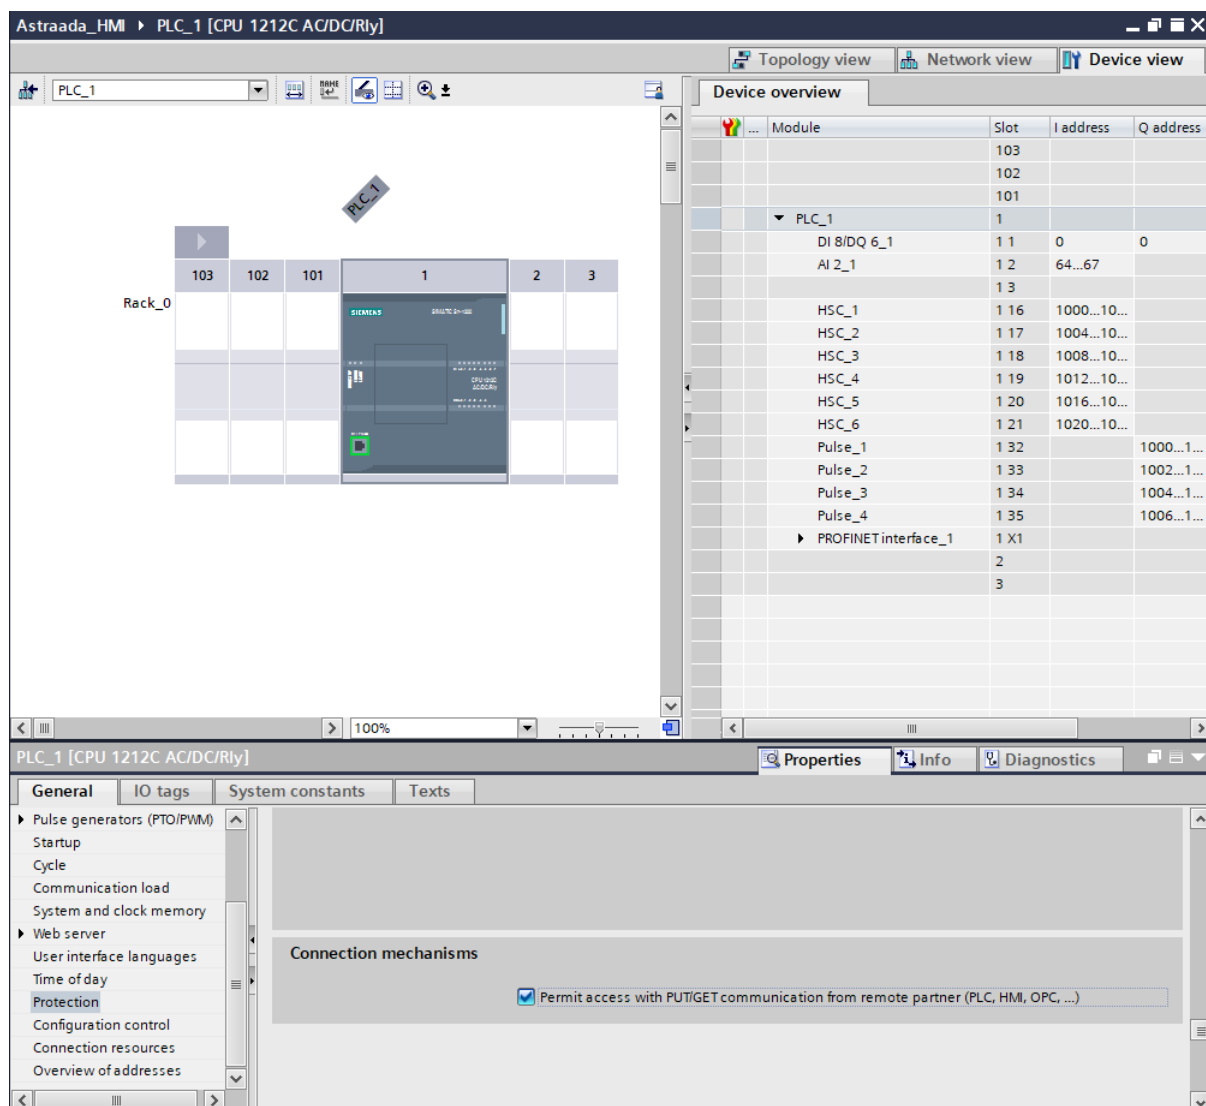 Astraada_HMI ▸ PLC_1 [CPU 1212C AC/DC/Rly]
Topology view Network view Device view
PLC_1
Device overview
... Module Slot I address Q address
103
102
101
PLC_1 1
DI 8/DQ 6_1 1 1 0 0
AI 2_1 1 2 64...67
1 3
HSC_1 1 16 1000...10...
HSC_2 1 17 1004...10...
HSC_3 1 18 1008...10...
HSC_4 1 19 1012...10...
HSC_5 1 20 1016...10...
HSC_6 1 21 1020...10...
Pulse_1 1 32 1000...1...
Pulse_2 1 33 1002...1...
Pulse_3 1 34 1004...1...
Pulse_4 1 35 1006...1...
PROFINET interface_1 1 X1
2
3
PLC_1
103 102 101 1 2 3
Rack_0
SIEMENS
CPU 1212C
AC/DC/Rly
100%
PLC_1 [CPU 1212C AC/DC/Rly]
Properties Info Diagnostics
General IO tags System constants Texts
Pulse generators (PTO/PWM)
Startup
Cycle
Communication load
System and clock memory
Web server
User interface languages
Time of day
Protection
Configuration control
Connection resources
Overview of addresses
Connection mechanisms
Permit access with PUT/GET communication from remote partner (PLC, HMI, OPC, ...)